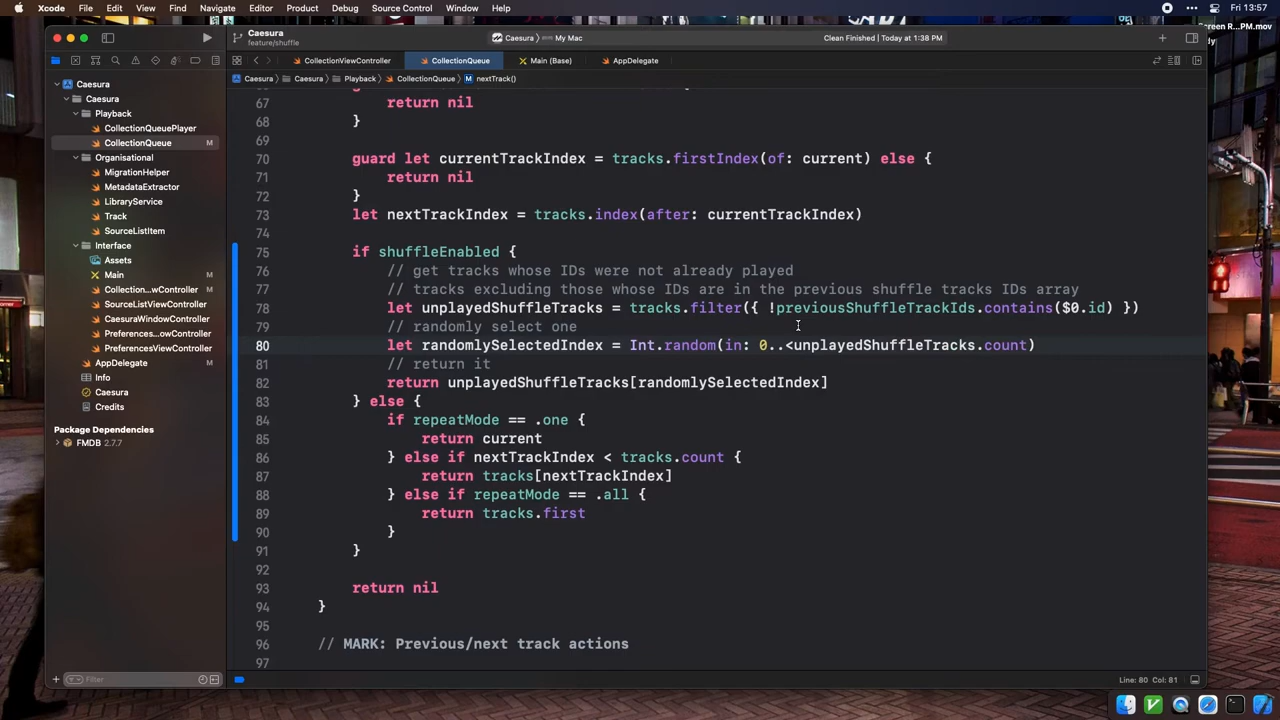 Xcode File Edit View Find Navigate Editor Product Debug Source Control Window Help Fri 13:57
R...PM.mov
Caesura
feature/shuffle
Caesura 〉 My Mac
Clean Finished | Today at 1:38 PM
CollectionViewController CollectionQueue Main (Base) AppDelegate
Caesura 〉 Caesura 〉 Playback 〉 CollectionQueue 〉 M nextTrack()
Caesura
Caesura
Playback
CollectionQueuePlayer
CollectionQueue M
Organisational
MigrationHelper
MetadataExtractor
LibraryService
Track
SourceListItem
Interface
Assets
Main M
Collection...wController M
SourceListViewController
CaesuraWindowController
Preferences...owController
PreferencesViewController
AppDelegate
Info
Caesura
Credits
Package Dependencies
FMDB 2.7.7
Filter
67 return nil
68 }
69
70 guard let currentTrackIndex = tracks.firstIndex(of: current) else {
71 return nil
72 }
73 let nextTrackIndex = tracks.index(after: currentTrackIndex)
74
75 if shuffleEnabled {
76 // get tracks whose IDs were not already played
77 // tracks excluding those whose IDs are in the previous shuffle tracks IDs array
78 let unplayedShuffleTracks = tracks.filter({ !previousShuffleTrackIds.contains($0.id) })
79 // randomly select one
80 let randomlySelectedIndex = Int.random(in: 0..<unplayedShuffleTracks.count)
81 // return it
82 return unplayedShuffleTracks[randomlySelectedIndex]
83 } else {
84 if repeatMode == .one {
85 return current
86 } else if nextTrackIndex < tracks.count {
87 return tracks[nextTrackIndex]
88 } else if repeatMode == .all {
89 return tracks.first
90 }
91 }
92
93 return nil
94 }
95
96 // MARK: Previous/next track actions
97
Line: 80 Col: 81